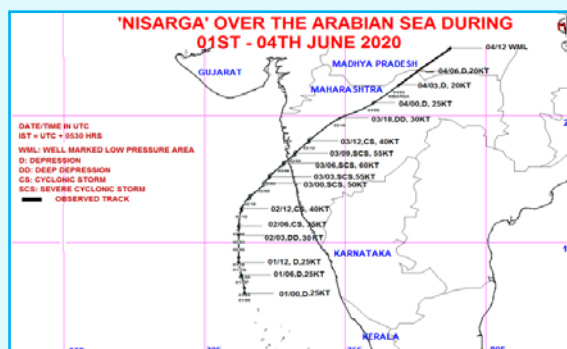 'NISARGA' OVER THE ARABIAN SEA DURING
01ST - 04TH JUNE 2020
04/12 WML
MADHYA PRADESH
GUJARAT
04/06,D,20KT
04/03,D, 20KT
MAHARASHTRA
04/00,D, 25KT
03/18,DD, 30KT
DATE/TIME IN UTC
IST = UTC + 0530 HRS
WML: WELL MARKED LOW PRESSURE AREA
D: DEPRESSION
DD: DEEP DEPRESSION
CS: CYCLONIC STORM
SCS: SEVERE CYCLONIC STORM
OBSERVED TRACK
03/12,CS, 40KT
03/09,SCS, 55KT
03/06,SCS, 60KT
03/03,SCS,55KT
03/00,SCS, 50KT
02/12, CS, 40KT
02/06, CS, 35KT
02/03,DD, 30KT
KARNATAKA
01/12, D,25KT
01/06,D,25KT
01/00,D,25KT
KERALA